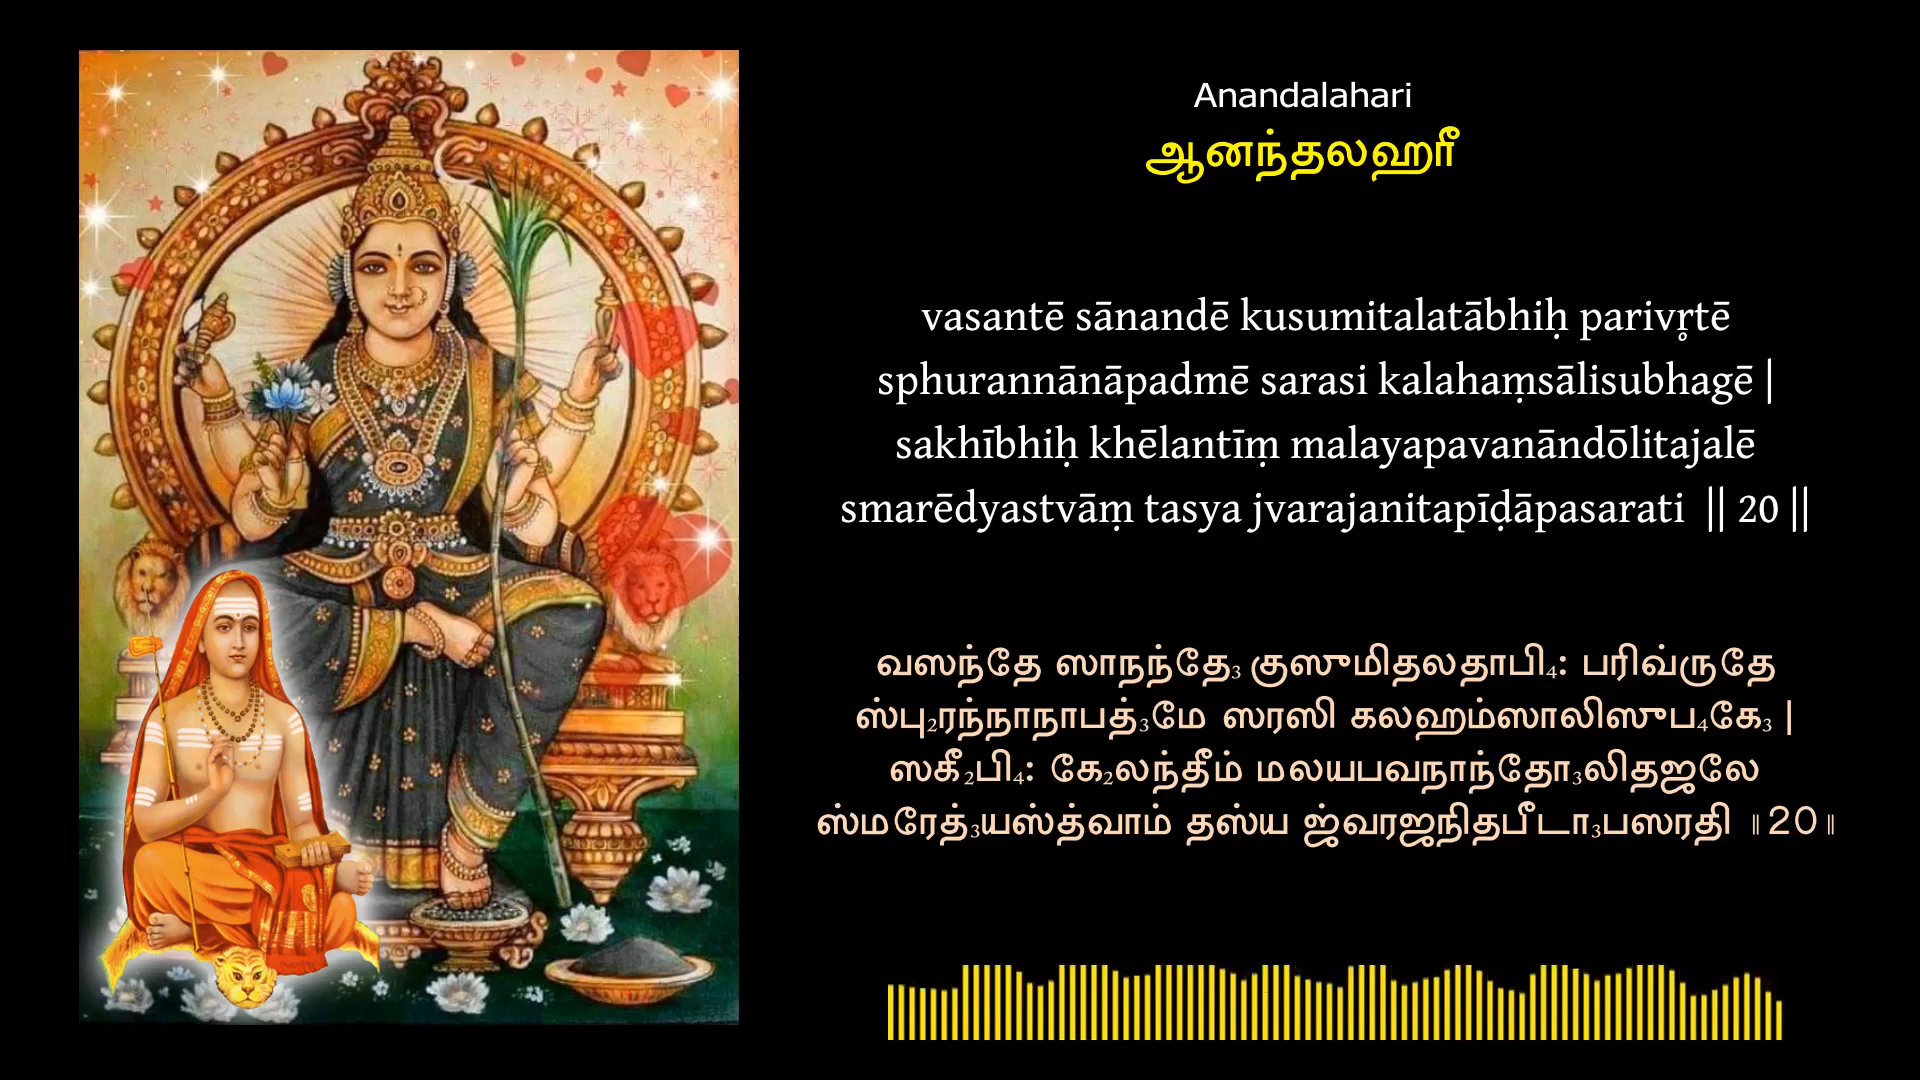 Anandalahari
ஆனந்தலஹரீ
vasantē sānandē kusumitalatābhiḥ parivr̥tē
sphurannānāpadmē sarasi kalahaṃsālisubhagē |
sakhībhiḥ khēlantīṃ malayapavanāndōlitajalē
smarēdyastvāṃ tasya jvarajanitapīḍāpasarati || 20 ||
வஸந்தே ஸாநந்தே₃ குஸுமிதலதாபி₄: பரிவ்ருதே
ஸ்பு₂ரந்நாநாபத்₃மே ஸரஸி கலஹம்ஸாலிஸுப₄கே₃ |
ஸகீ₂பி₄: கே₂லந்தீம் மலயபவநாந்தோ₃லிதஜலே
ஸ்மரேத்₃யஸ்த்வாம் தஸ்ய ஜ்வரஜநிதபீடா₃பஸரதி ॥20॥